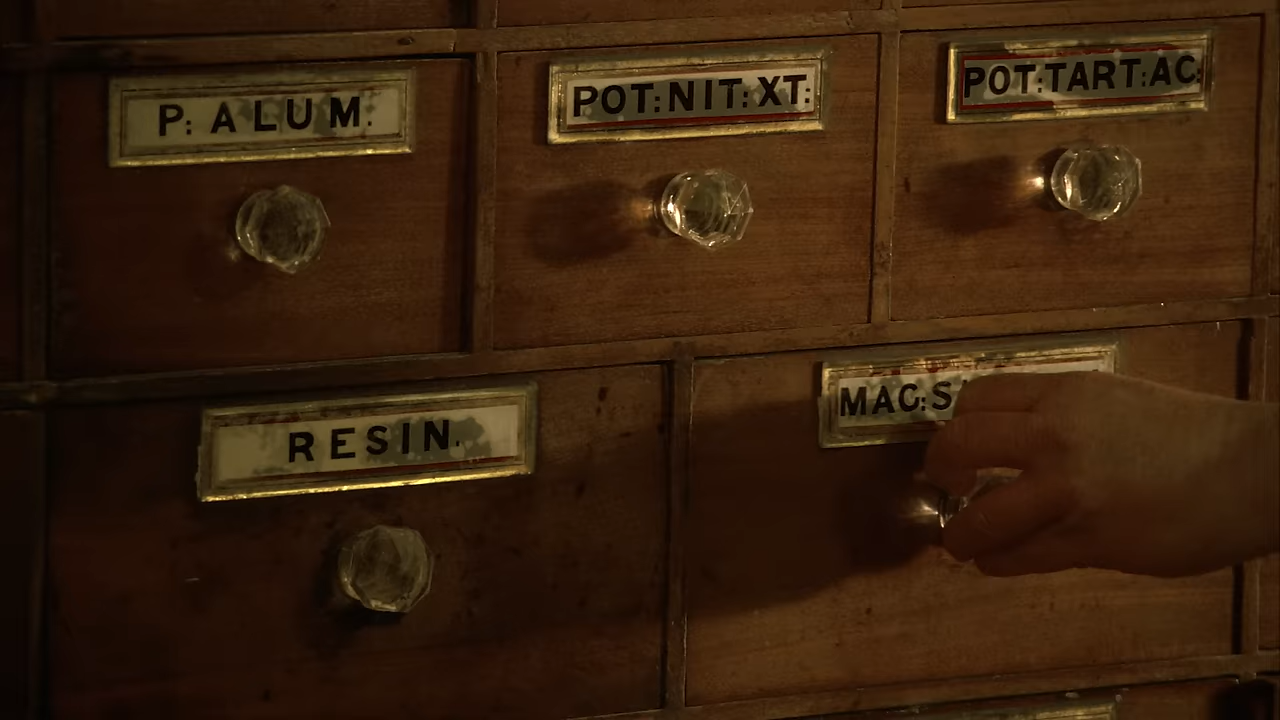 P: ALUM.
POT:NIT:XT:
POT:TART:AC:
RESIN.
MAC:S